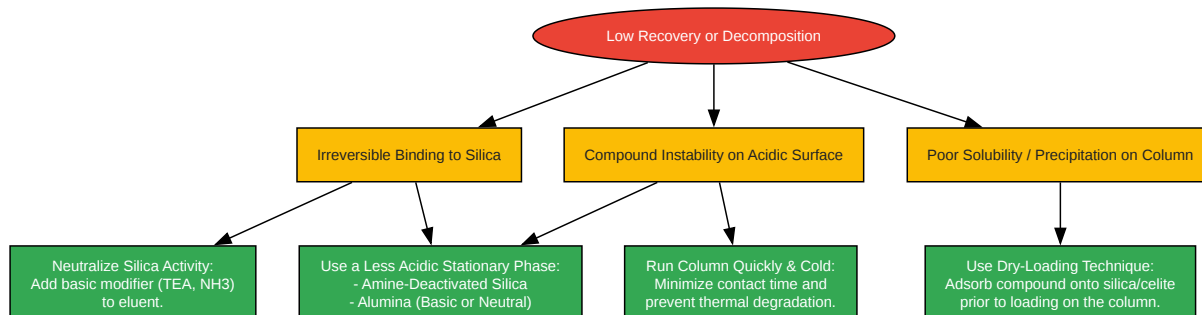 Low Recovery or Decomposition
Irreversible Binding to Silica
Compound Instability on Acidic Surface
Poor Solubility / Precipitation on Column
Neutralize Silica Activity:
Add basic modifier (TEA, NH3)
to eluent.
Use a Less Acidic Stationary Phase:
- Amine-Deactivated Silica
- Alumina (Basic or Neutral)
Run Column Quickly & Cold:
Minimize contact time and
prevent thermal degradation.
Use Dry-Loading Technique:
Adsorb compound onto silica/celite
prior to loading on the column.